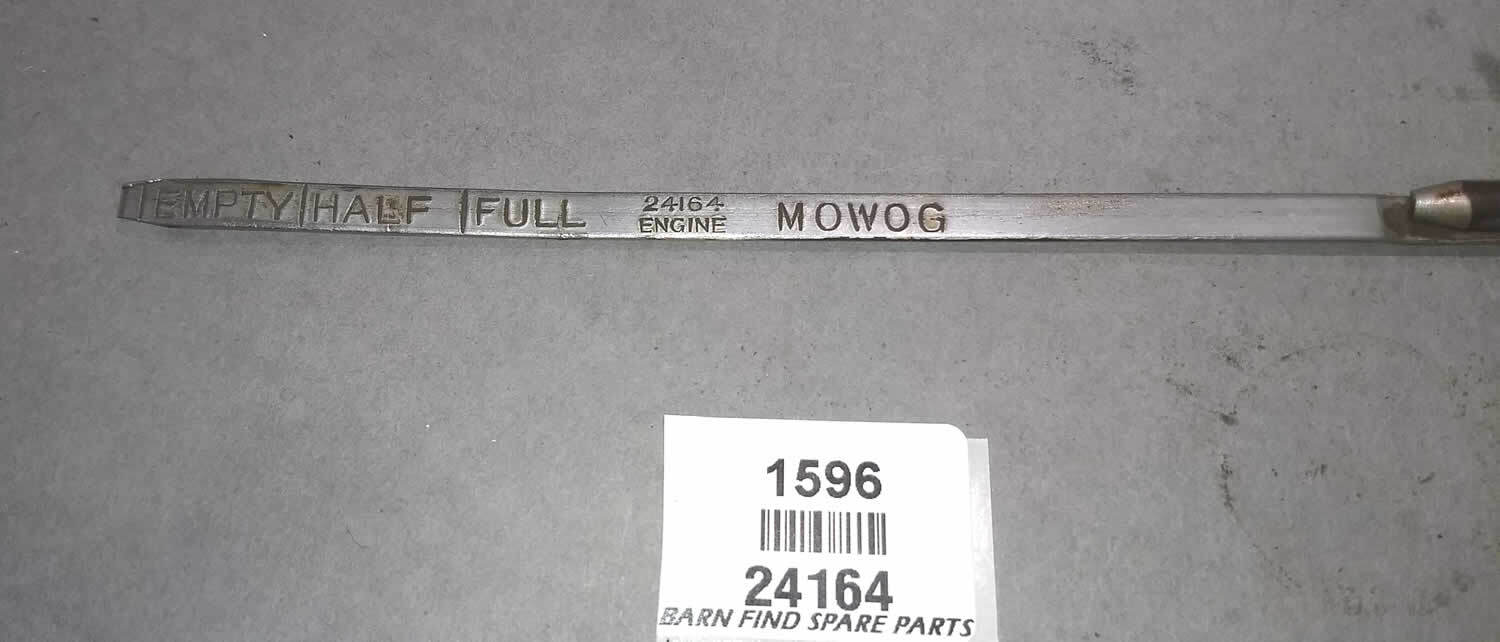 EMPTY HALF FULL
24164
ENGINE
MOWOG
1596
24164
BARN FIND SPARE PARTS